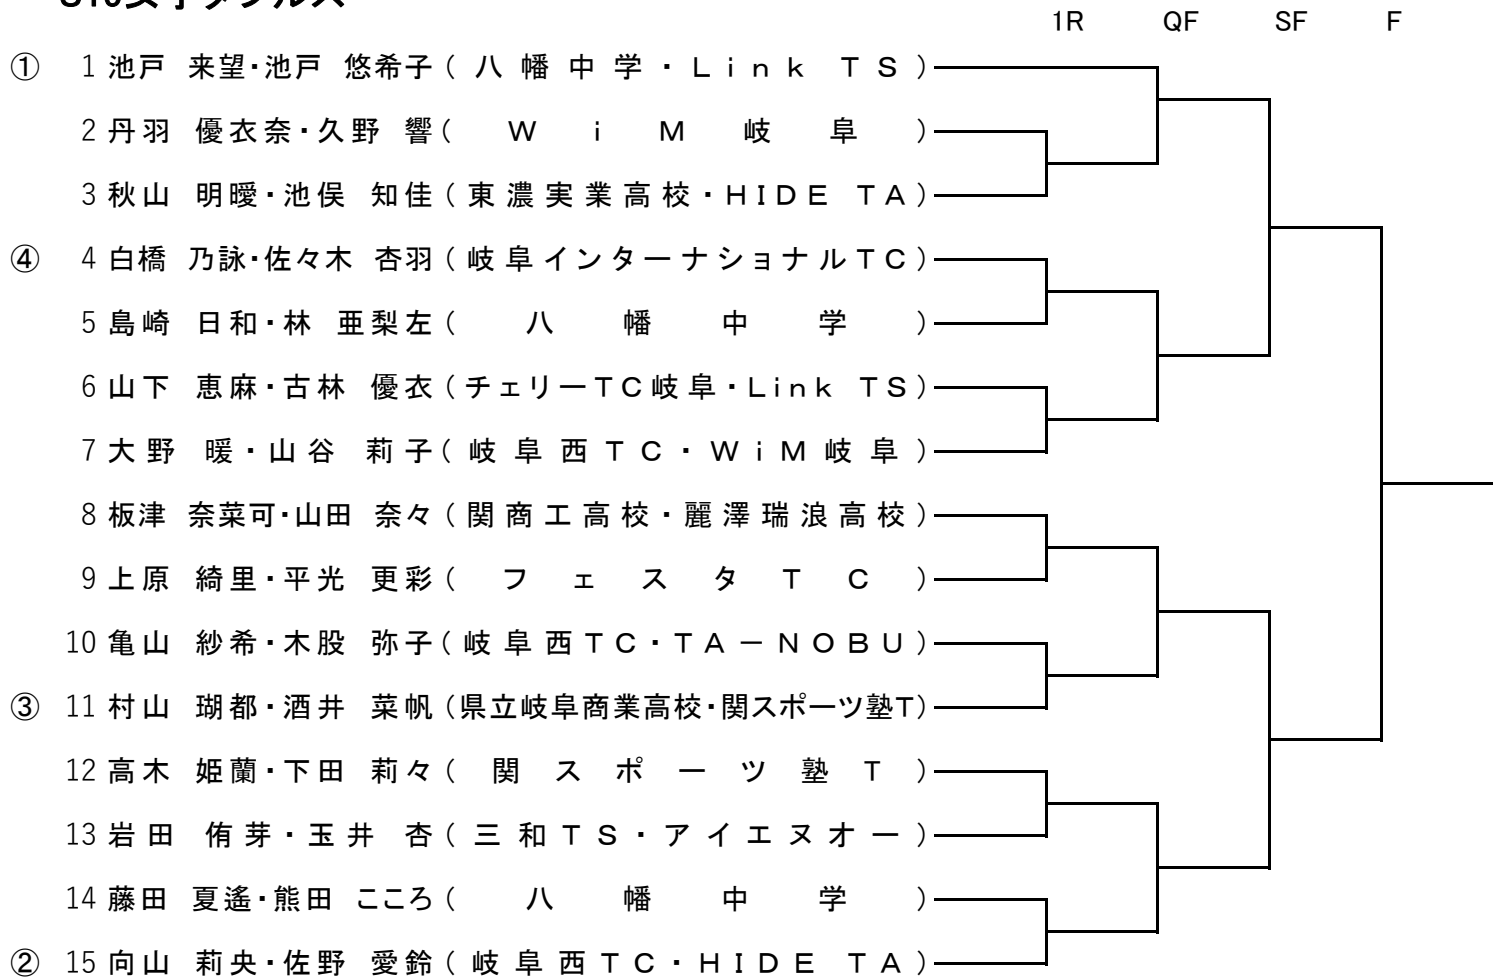 1R QF SF F
① 1 池戸 来望・池戸 悠希子(八幡中学・Link TS)
2 丹羽 優衣奈・久野 響(WiM岐阜)
3 秋山 明曖・池俣 知佳(東濃実業高校・HIDE TA)
④ 4 白橋 乃詠・佐々木 杏羽(岐阜インターナショナルTC)
5 島崎 日和・林 亜梨左(八幡中学)
6 山下 恵麻・古林 優衣(チェリーTC岐阜・Link TS)
7 大野 暖・山谷 莉子(岐阜西TC・WiM岐阜)
8 板津 奈菜可・山田 奈々(関商工高校・麗澤瑞浪高校)
9 上原 綺里・平光 更彩(フェスタTC)
10 亀山 紗希・木股 弥子(岐阜西TC・TA－NOBU)
③ 11 村山 瑚都・酒井 菜帆(県立岐阜商業高校・関スポーツ塾T)
12 高木 姫蘭・下田 莉々(関スポーツ塾T)
13 岩田 侑芽・玉井 杏(三和TS・アイエヌオー)
14 藤田 夏遙・熊田 こころ(八幡中学)
② 15 向山 莉央・佐野 愛鈴(岐阜西TC・HIDE TA)